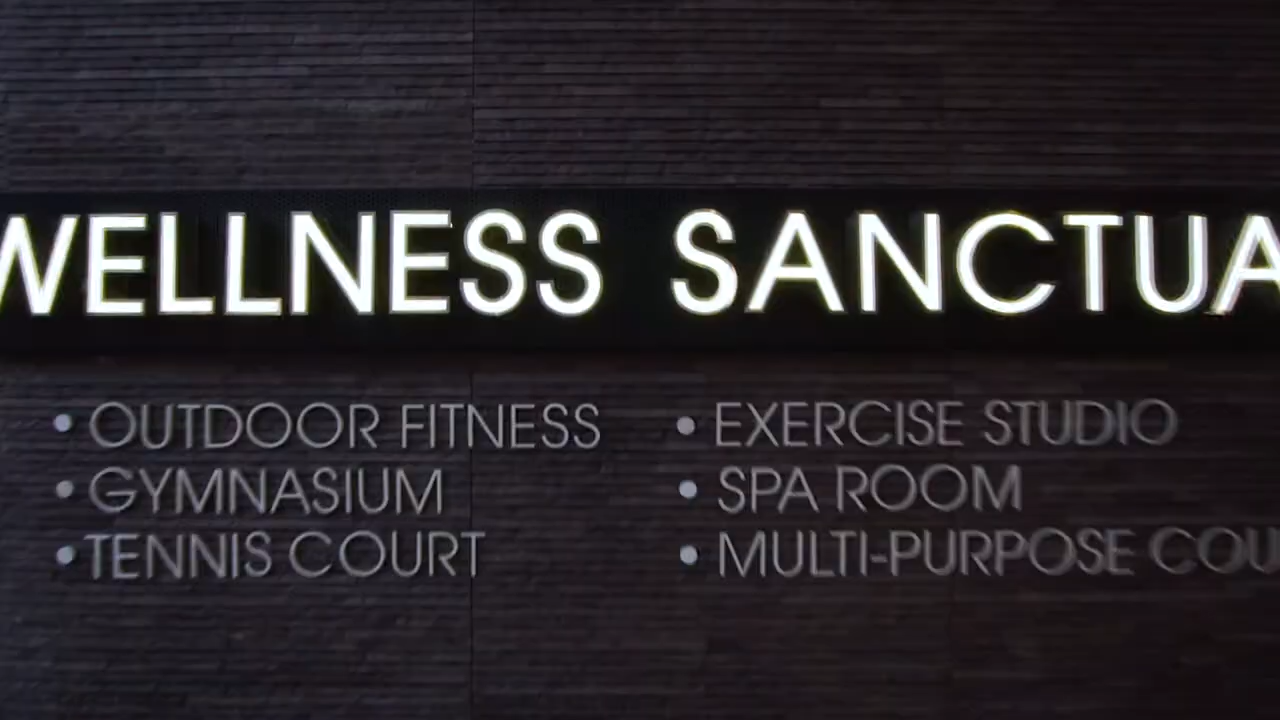 WELLNESS SANCTUA
• OUTDOOR FITNESS
• GYMNASIUM
• TENNIS COURT
• EXERCISE STUDIO
• SPA ROOM
• MULTI-PURPOSE COU